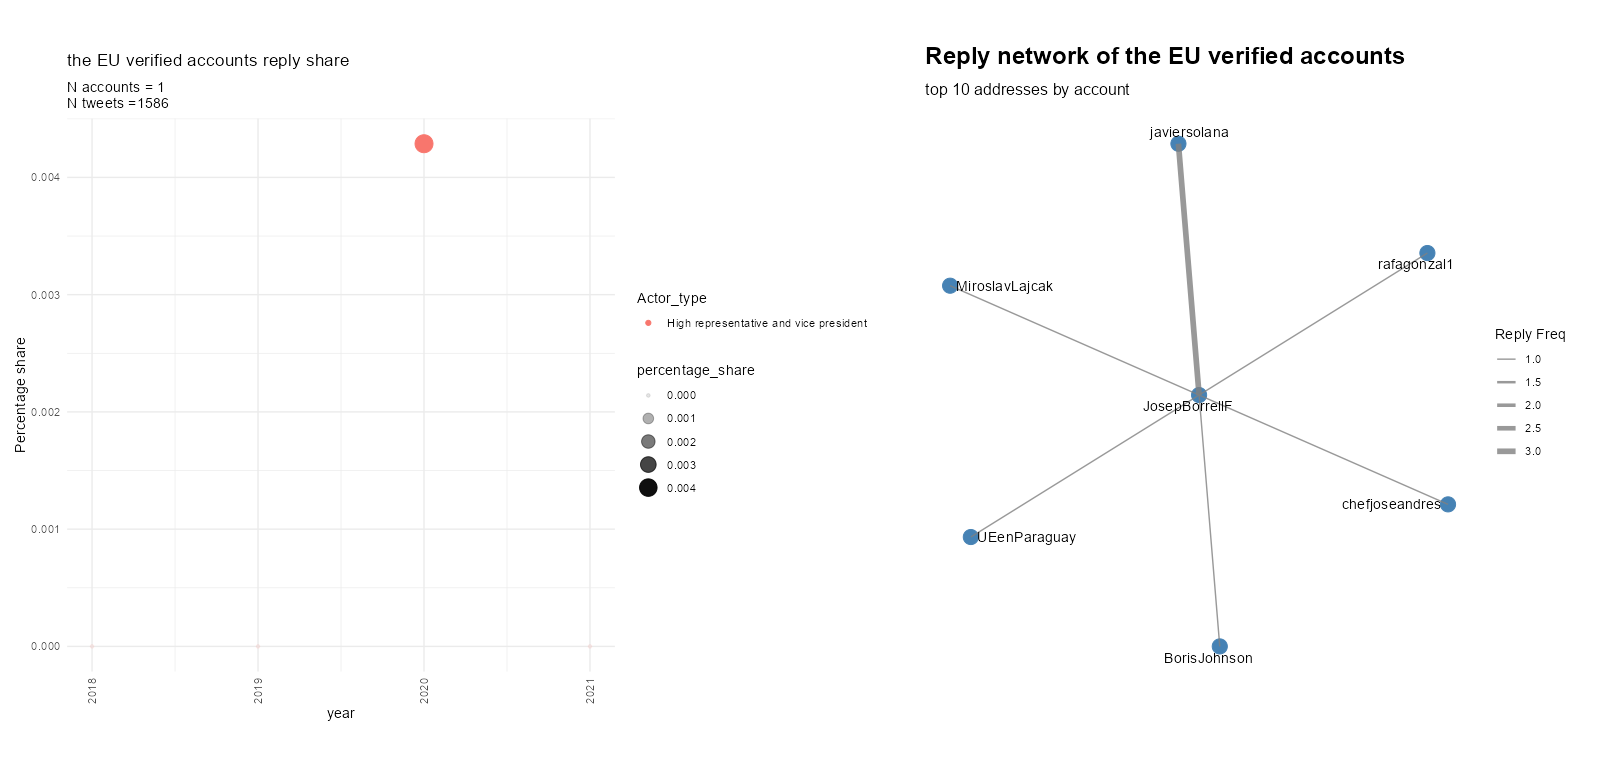 the EU verified accounts reply share
N accounts = 1
N tweets =1586
Percentage share
0.004
0.003
0.002
0.001
0.000
2018
2019
2020
2021
year
Actor_type
High representative and vice president
percentage_share
0.000
0.001
0.002
0.003
0.004
Reply network of the EU verified accounts
top 10 addresses by account
javiersolana
rafagonzal1
MiroslavLajcak
JosepBorrellF
chefjoseandres
UEenParaguay
BorisJohnson
Reply Freq
1.0
1.5
2.0
2.5
3.0